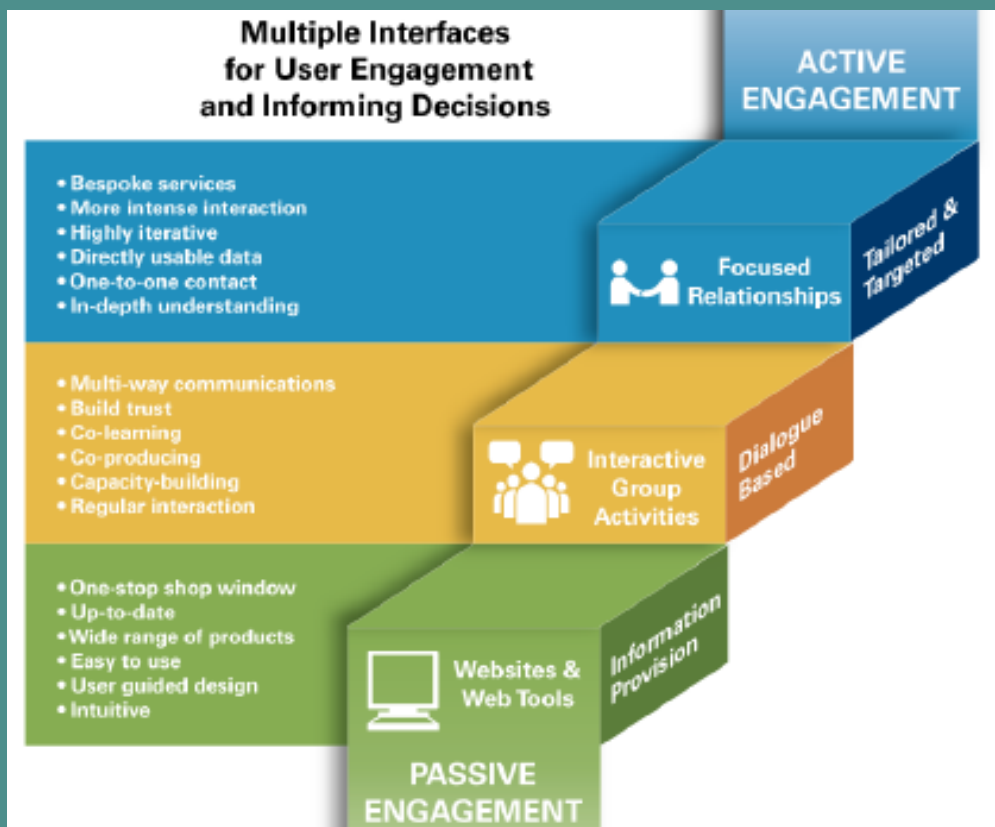 Multiple Interfaces
for User Engagement
and Informing Decisions
ACTIVE
ENGAGEMENT
• Bespoke services
• More intense interaction
• Highly iterative
• Directly usable data
• One-to-one contact
• In-depth understanding
Focused
Relationships
Tailored &
Targeted
• Multi-way communications
• Build trust
• Co-learning
• Co-producing
• Capacity-building
• Regular interaction
Interactive
Group
Activities
Dialogue
Based
• One-stop shop window
• Up-to-date
• Wide range of products
• Easy to use
• User guided design
• Intuitive
Websites &
Web Tools
Information
Provision
PASSIVE
ENGAGEMENT